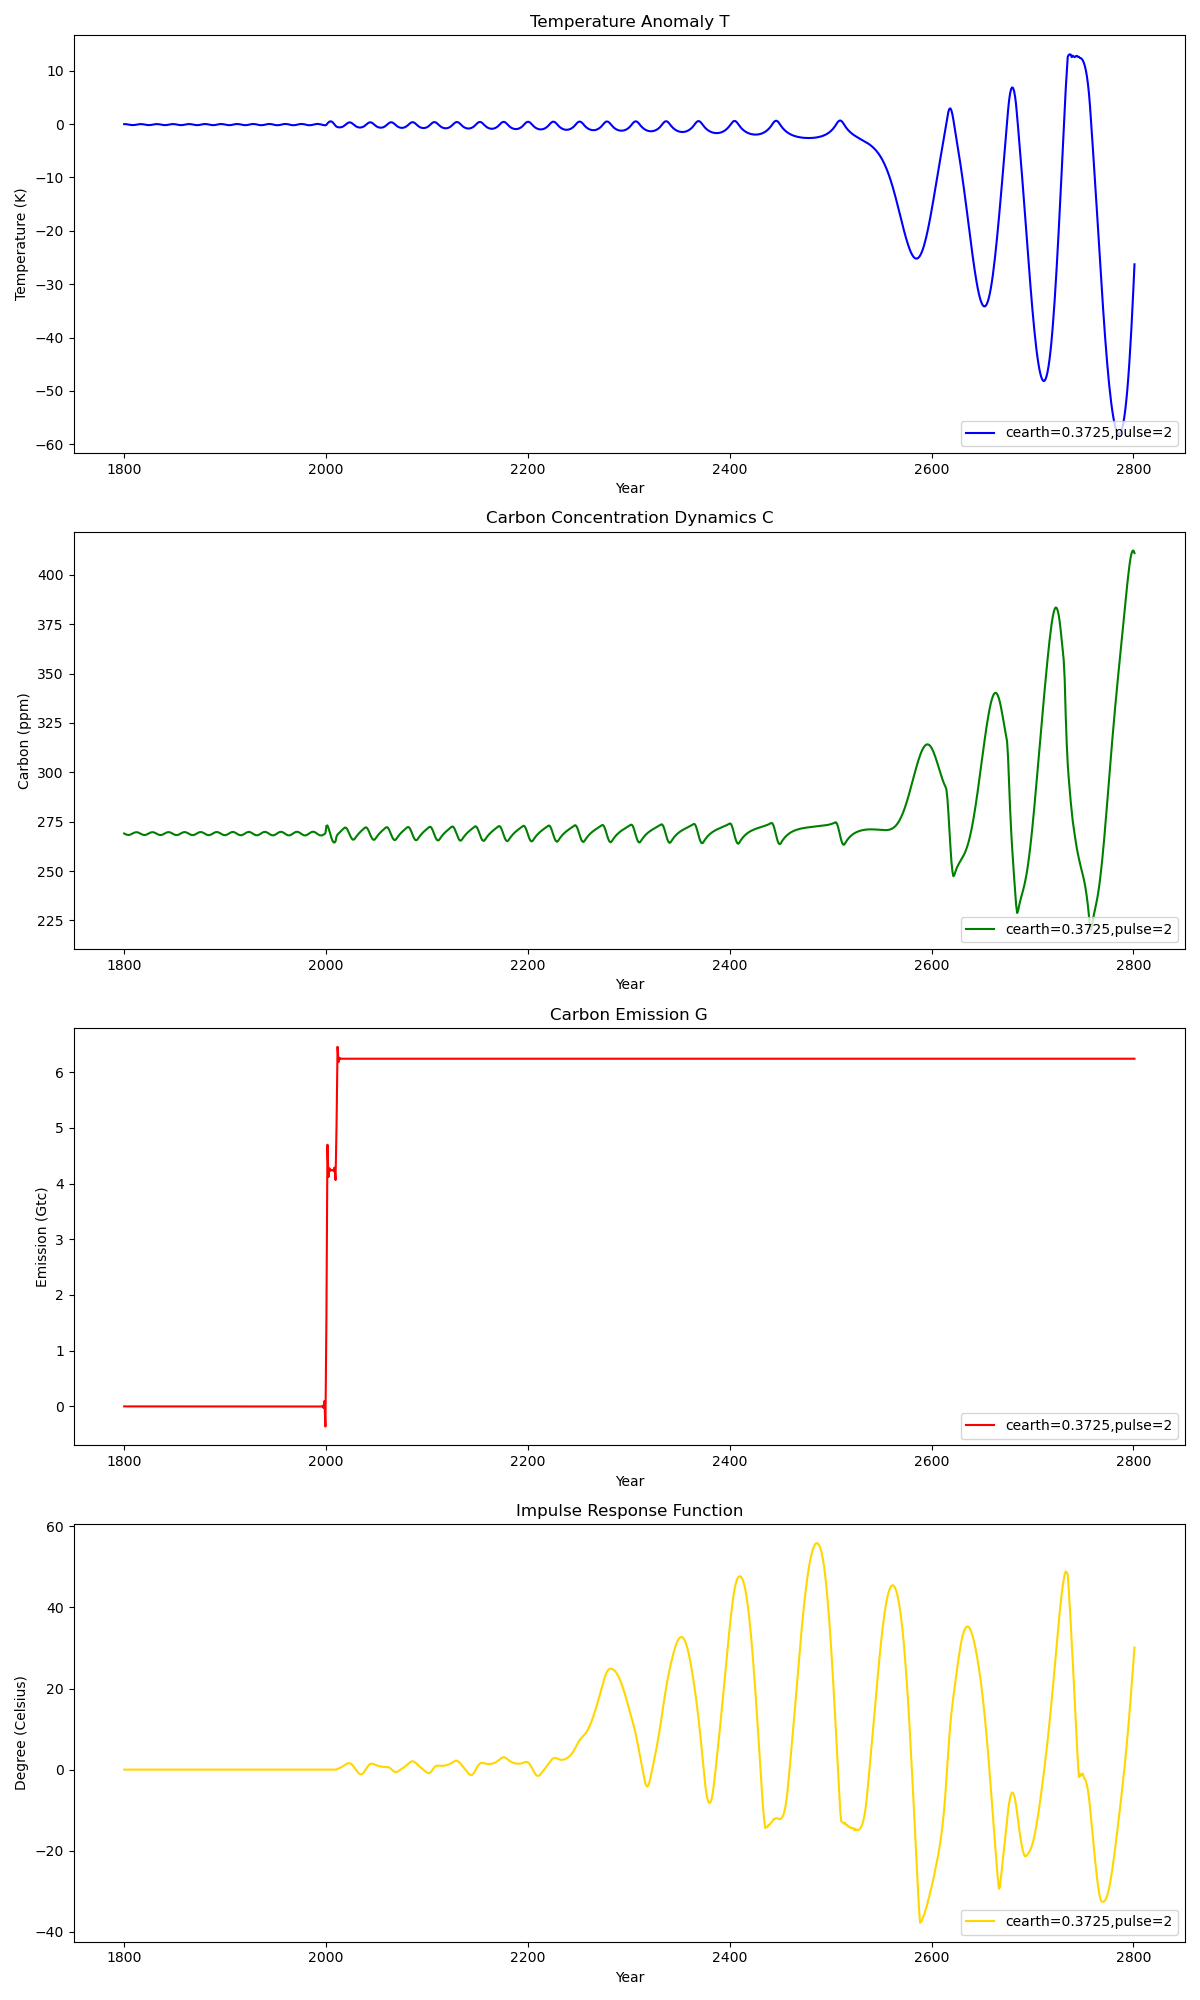 Temperature Anomaly T
Temperature (K)
10
0
−10
−20
−30
−40
−50
−60
cearth=0.3725,pulse=2
1800 2000 2200 2400 2600 2800
Year
Carbon Concentration Dynamics C
Carbon (ppm)
400
375
350
325
300
275
250
225
cearth=0.3725,pulse=2
1800 2000 2200 2400 2600 2800
Year
Carbon Emission G
Emission (Gtc)
6
5
4
3
2
1
0
cearth=0.3725,pulse=2
1800 2000 2200 2400 2600 2800
Year
Impulse Response Function
Degree (Celsius)
60
40
20
0
−20
−40
cearth=0.3725,pulse=2
1800 2000 2200 2400 2600 2800
Year